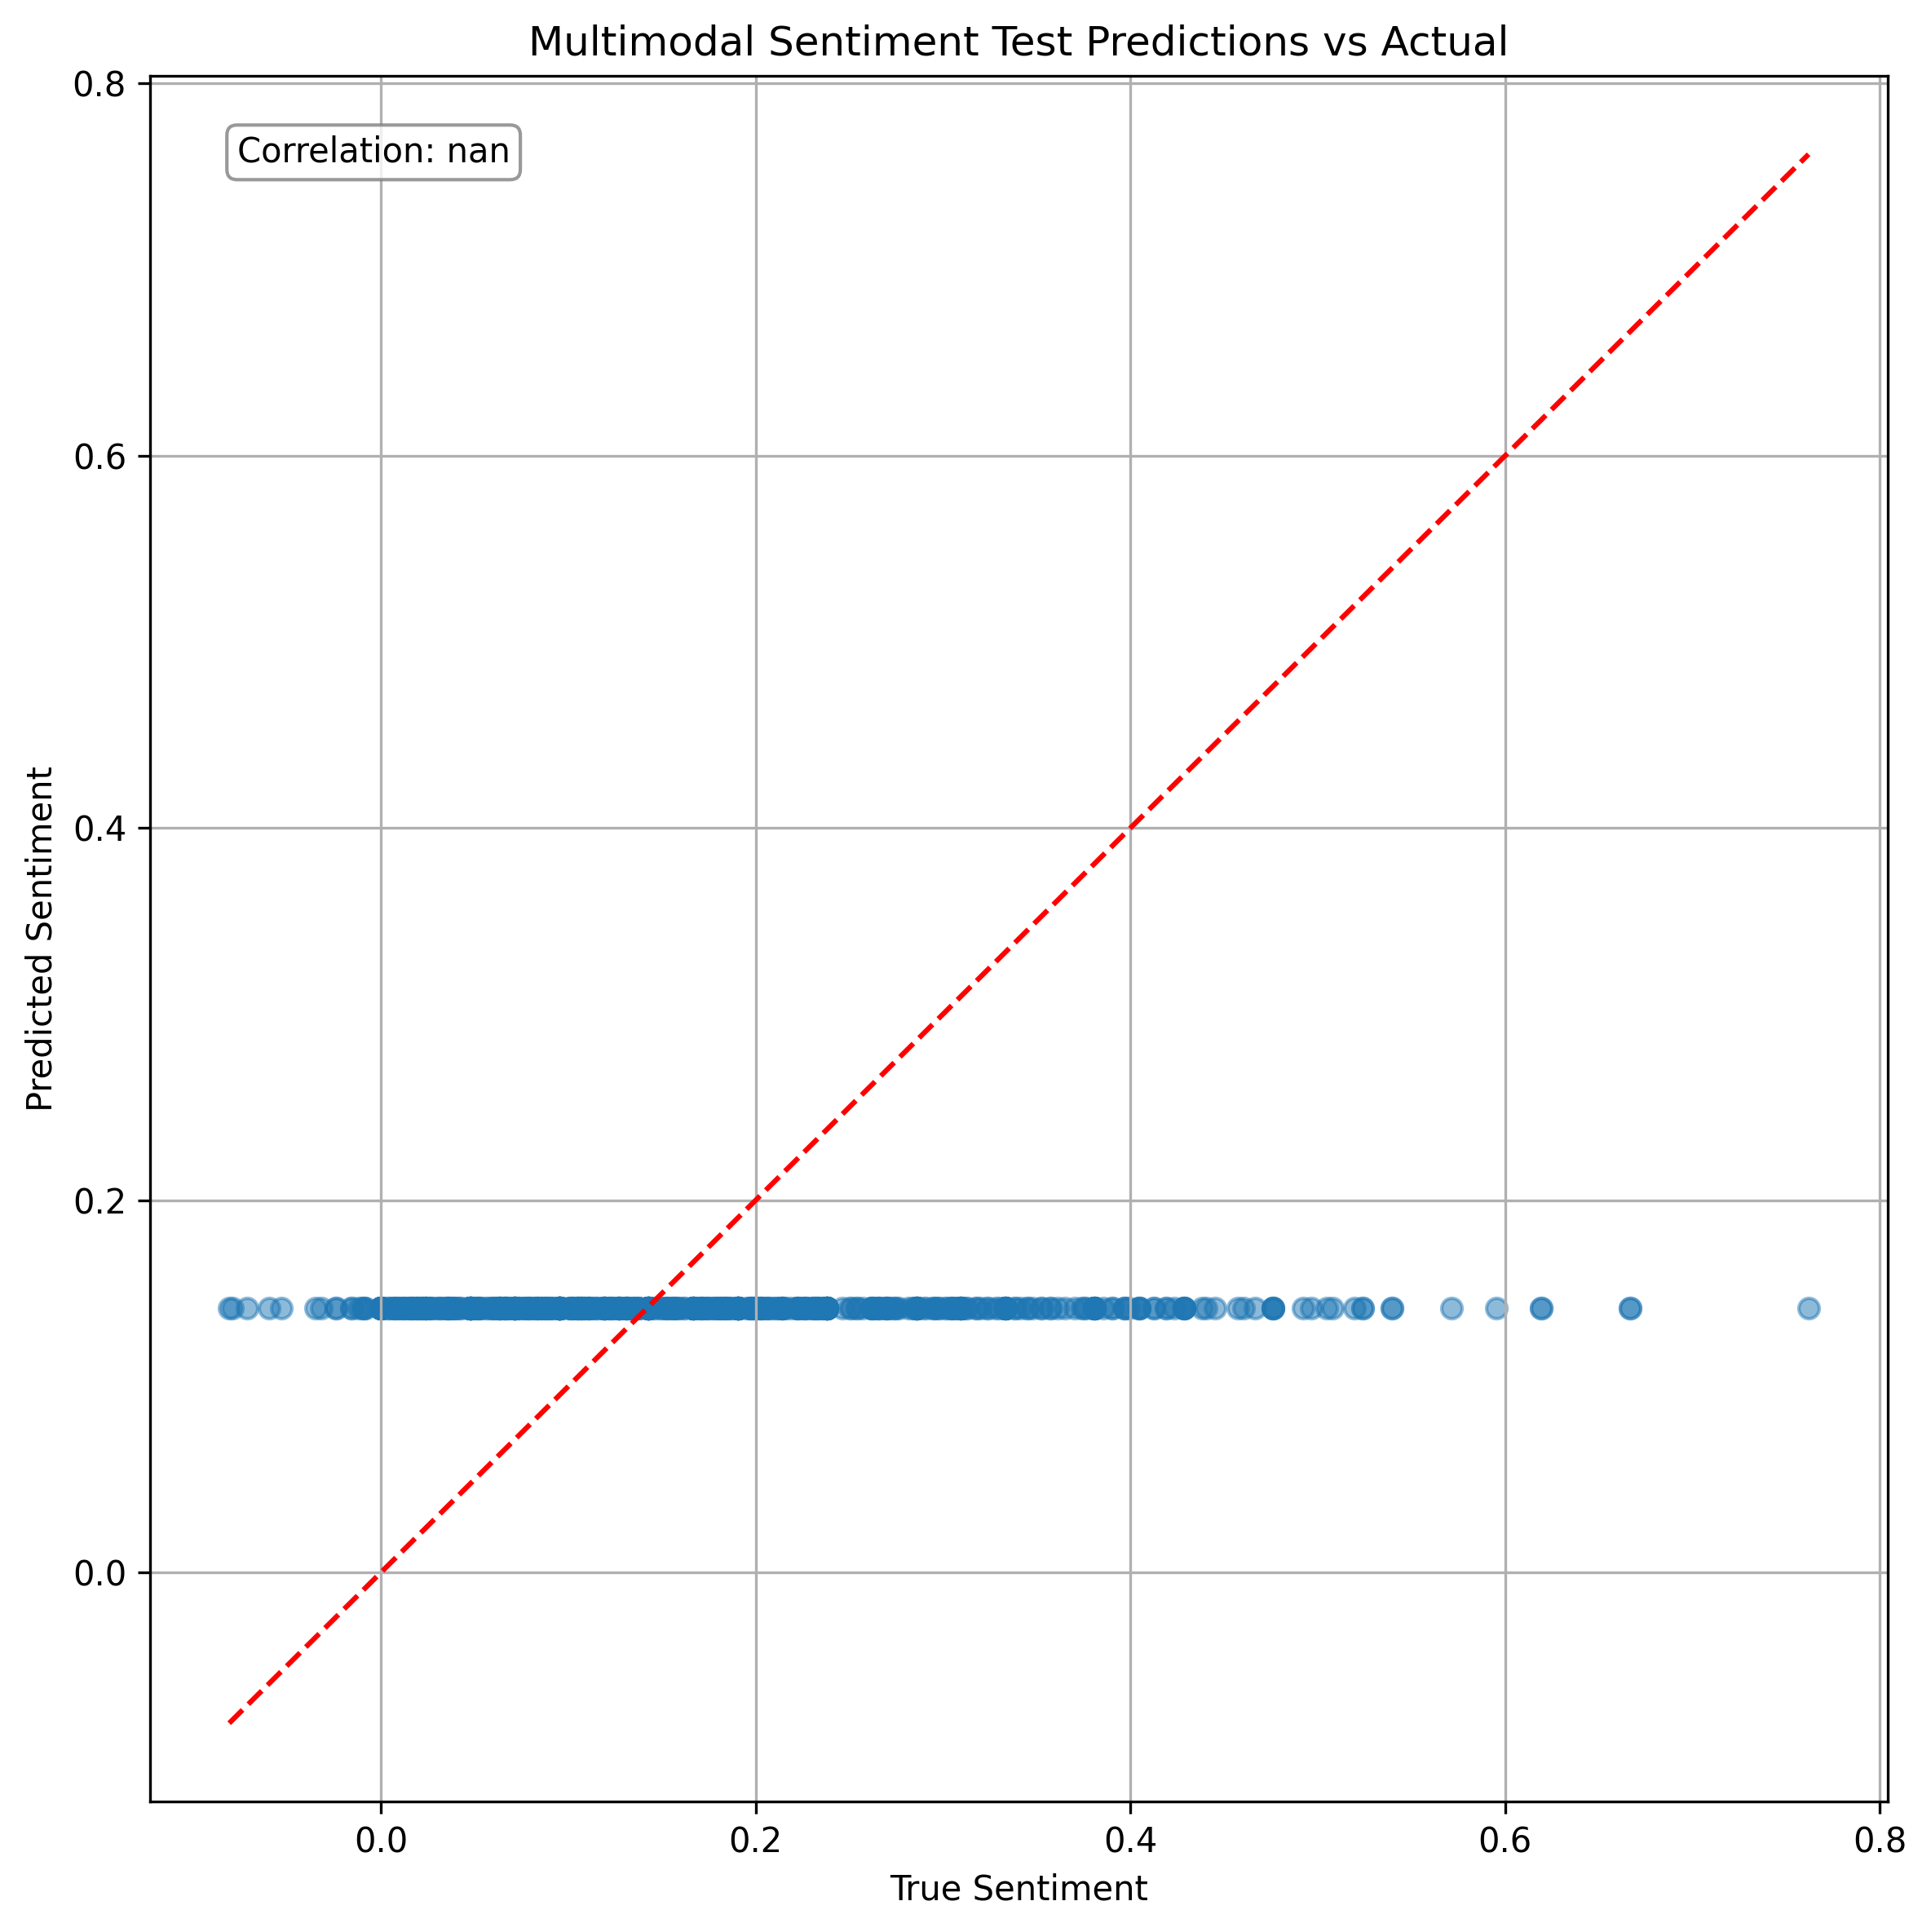 Multimodal Sentiment Test Predictions vs Actual
0.8
Correlation: nan
0.6
0.4
Predicted Sentiment
0.2
0.0
0.0 0.2 0.4 0.6 0.8
True Sentiment